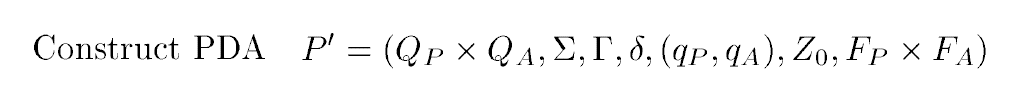 Construct PDA P′ = (Q_P × Q_A, Σ, Γ, δ, (q_P, q_A), Z_0, F_P × F_A)